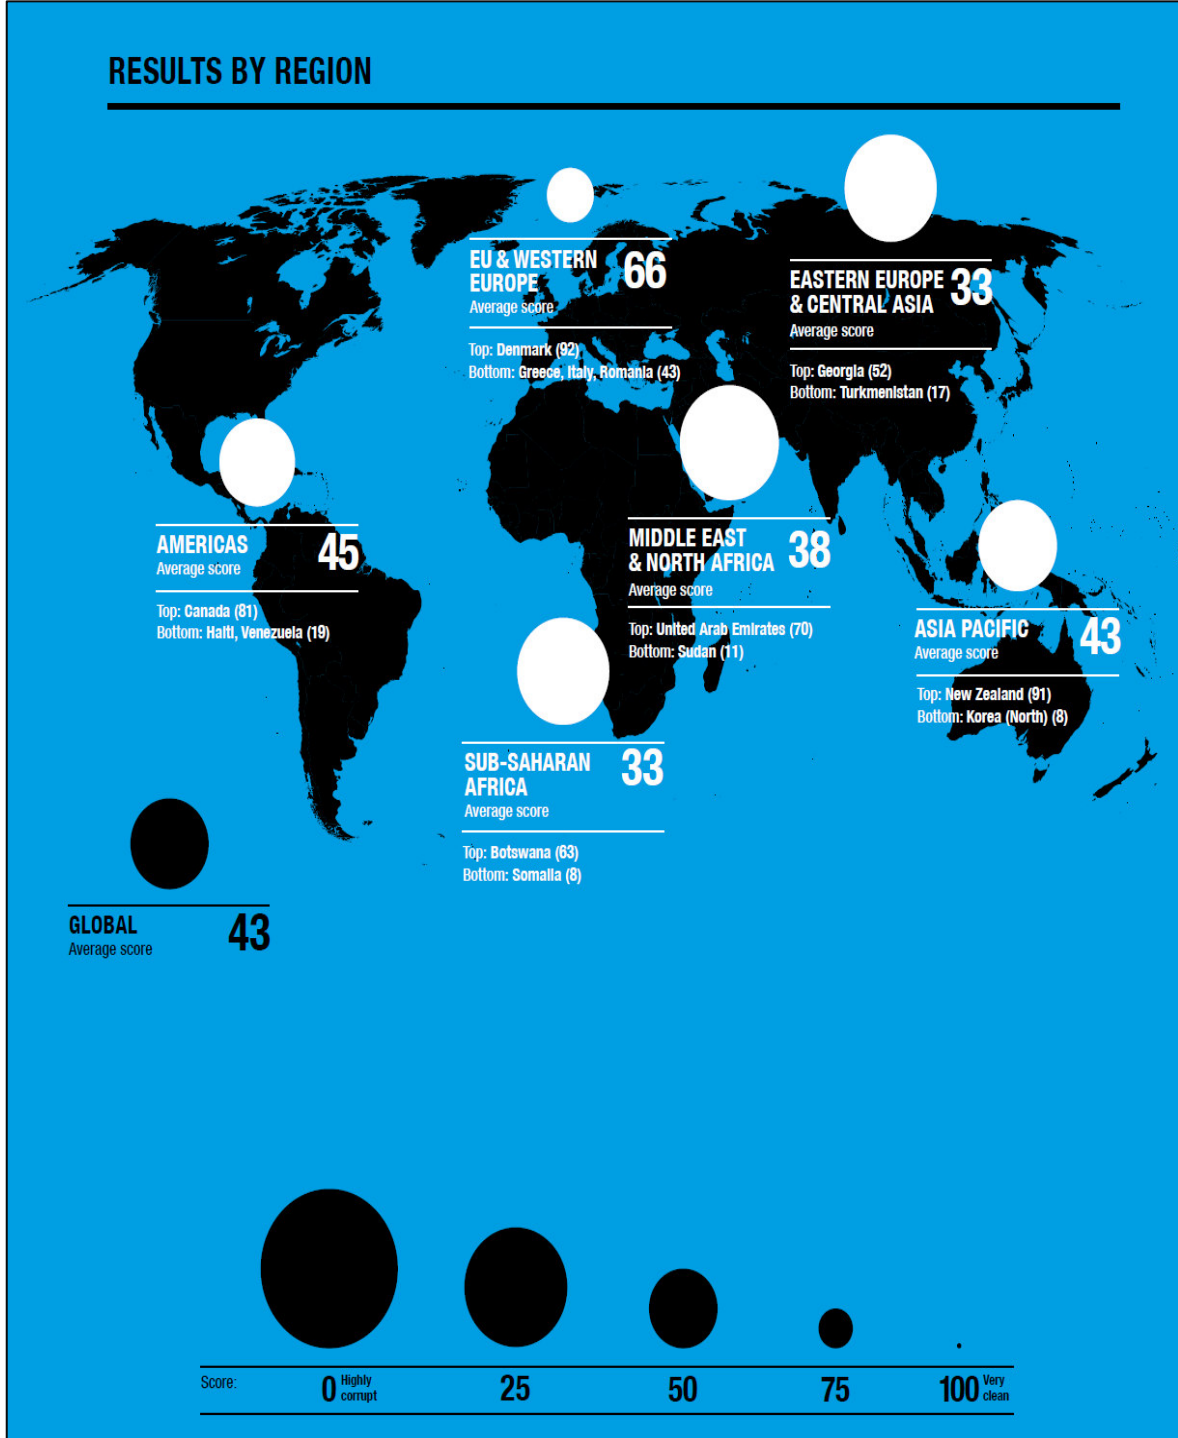 RESULTS BY REGION
EU & WESTERN
EUROPE
66
Average score
Top: Denmark (92)
Bottom: Greece, Italy, Romania (43)
EASTERN EUROPE
& CENTRAL ASIA
33
Average score
Top: Georgia (52)
Bottom: Turkmenistan (17)
AMERICAS
45
Average score
Top: Canada (81)
Bottom: Haiti, Venezuela (19)
MIDDLE EAST
& NORTH AFRICA
38
Average score
Top: United Arab Emirates (70)
Bottom: Sudan (11)
ASIA PACIFIC
43
Average score
Top: New Zealand (91)
Bottom: Korea (North) (8)
SUB-SAHARAN
AFRICA
33
Average score
Top: Botswana (63)
Bottom: Somalia (8)
GLOBAL
43
Average score
Score: 0 Highly corrupt 25 50 75 100 Very clean